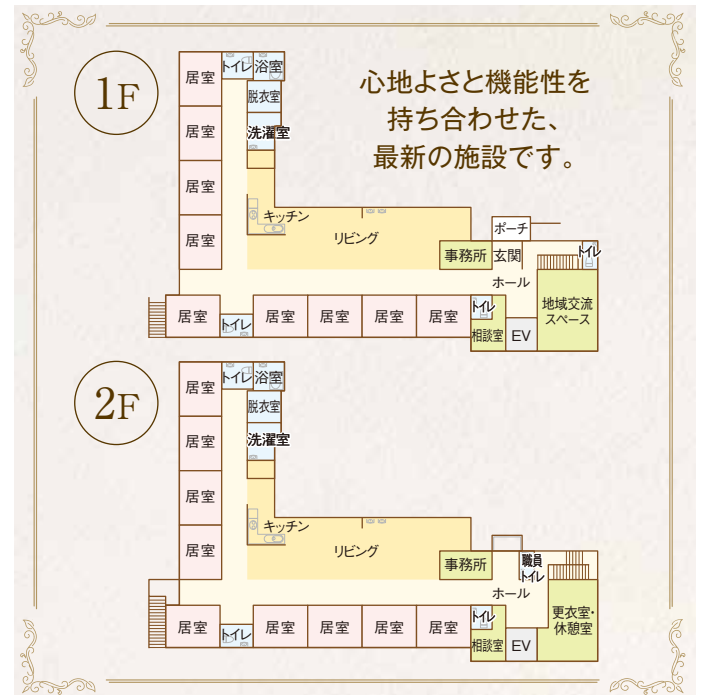 1F
心地よさと機能性を
持ち合わせた、
最新の施設です。
居室
トイレ
浴室
脱衣室
居室
洗濯室
居室
居室
キッチン
リビング
ポーチ
事務所
玄関
トイレ
ホール
居室
トイレ
居室
居室
居室
居室
トイレ
相談室
EV
地域交流
スペース
2F
居室
トイレ
浴室
脱衣室
居室
洗濯室
居室
居室
キッチン
リビング
事務所
職員
トイレ
ホール
居室
トイレ
居室
居室
居室
居室
トイレ
相談室
EV
更衣室・
休憩室